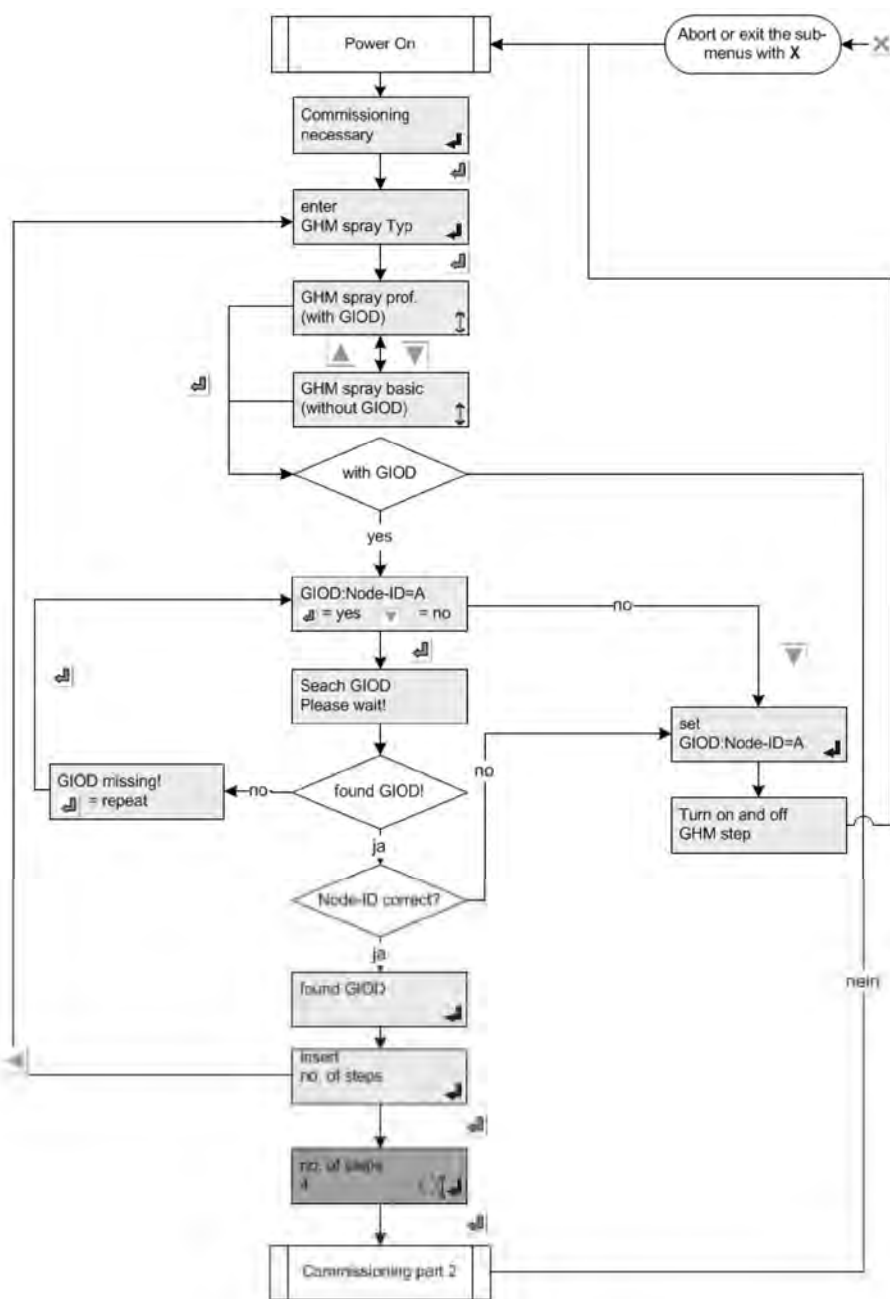 Power On
Abort or exit the sub-
menus with X
Commissioning
necessary
enter
GHM spray Typ
GHM spray prof.
(with GIOD)
GHM spray basic
(without GIOD)
with GIOD
yes
GIOD:Node-ID=A
= yes = no
no
Seach GIOD
Please wait!
set
GIOD:Node-ID=A
no
GIOD missing!
= repeat
no
found GIOD!
Turn on and off
GHM step
ja
Node-ID correct?
ja
found GIOD
nein
insert
no. of steps
no. of steps
4
Commissioning part 2